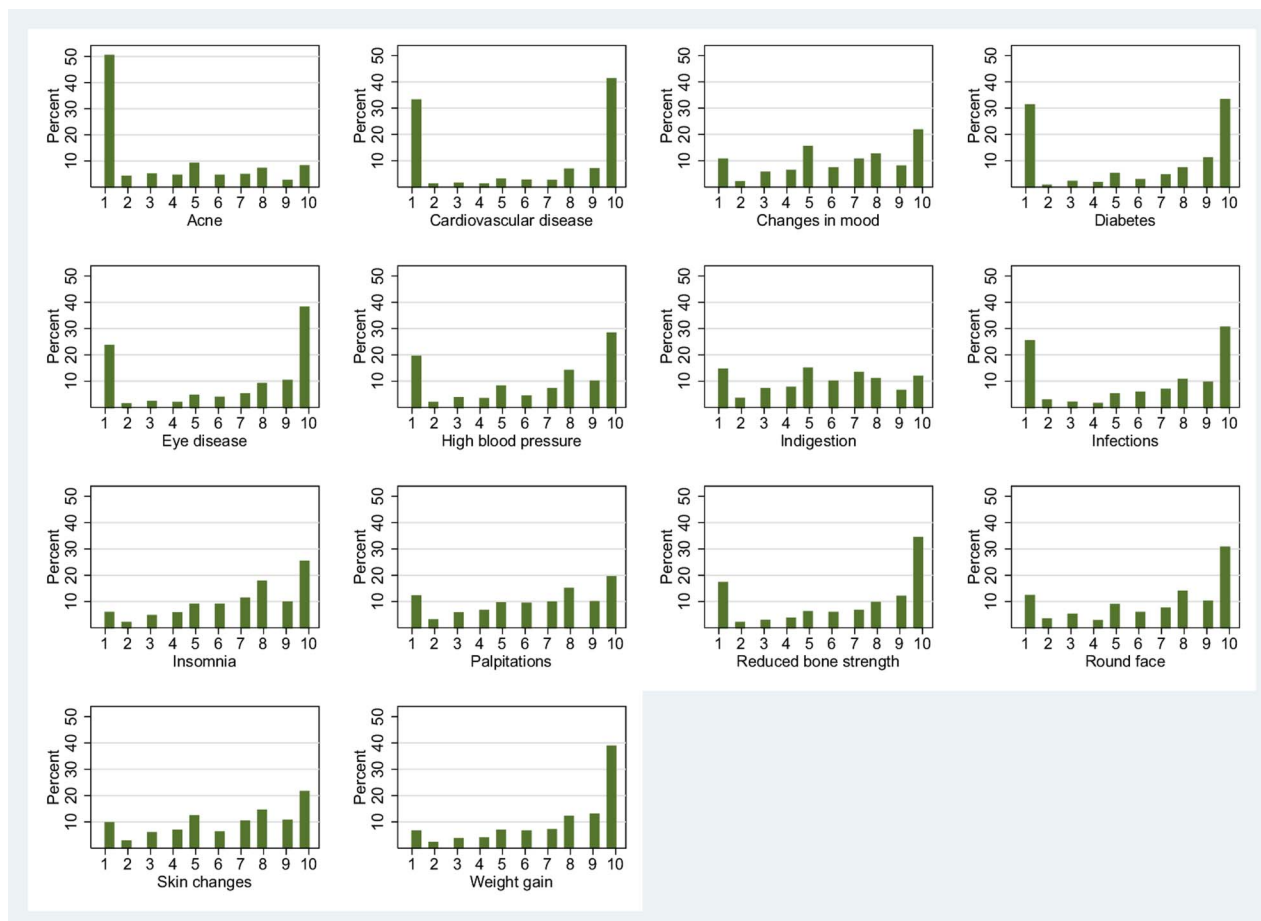 Percent
50
40
30
20
10
1 2 3 4 5 6 7 8 9 10
Acne
Percent
50
40
30
20
10
1 2 3 4 5 6 7 8 9 10
Cardiovascular disease
Percent
50
40
30
20
10
1 2 3 4 5 6 7 8 9 10
Changes in mood
Percent
50
40
30
20
10
1 2 3 4 5 6 7 8 9 10
Diabetes
Percent
50
40
30
20
10
1 2 3 4 5 6 7 8 9 10
Eye disease
Percent
50
40
30
20
10
1 2 3 4 5 6 7 8 9 10
High blood pressure
Percent
50
40
30
20
10
1 2 3 4 5 6 7 8 9 10
Indigestion
Percent
50
40
30
20
10
1 2 3 4 5 6 7 8 9 10
Infections
Percent
50
40
30
20
10
1 2 3 4 5 6 7 8 9 10
Insomnia
Percent
50
40
30
20
10
1 2 3 4 5 6 7 8 9 10
Palpitations
Percent
50
40
30
20
10
1 2 3 4 5 6 7 8 9 10
Reduced bone strength
Percent
50
40
30
20
10
1 2 3 4 5 6 7 8 9 10
Round face
Percent
50
40
30
20
10
1 2 3 4 5 6 7 8 9 10
Skin changes
Percent
50
40
30
20
10
1 2 3 4 5 6 7 8 9 10
Weight gain